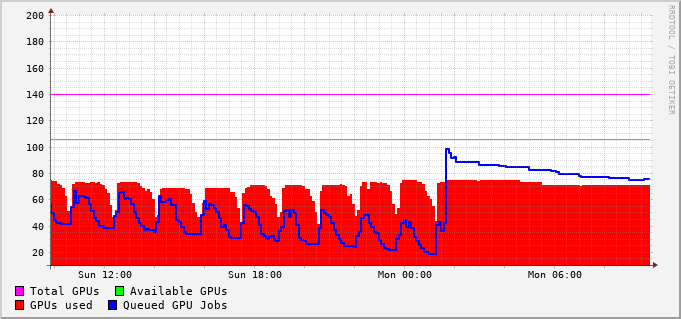 200
180
160
140
120
100
80
60
40
20
Sun 12:00 Sun 18:00 Mon 00:00 Mon 06:00
Total GPUs Available GPUs
GPUs used Queued GPU Jobs
RRDTOOL / TOBI OETIKER